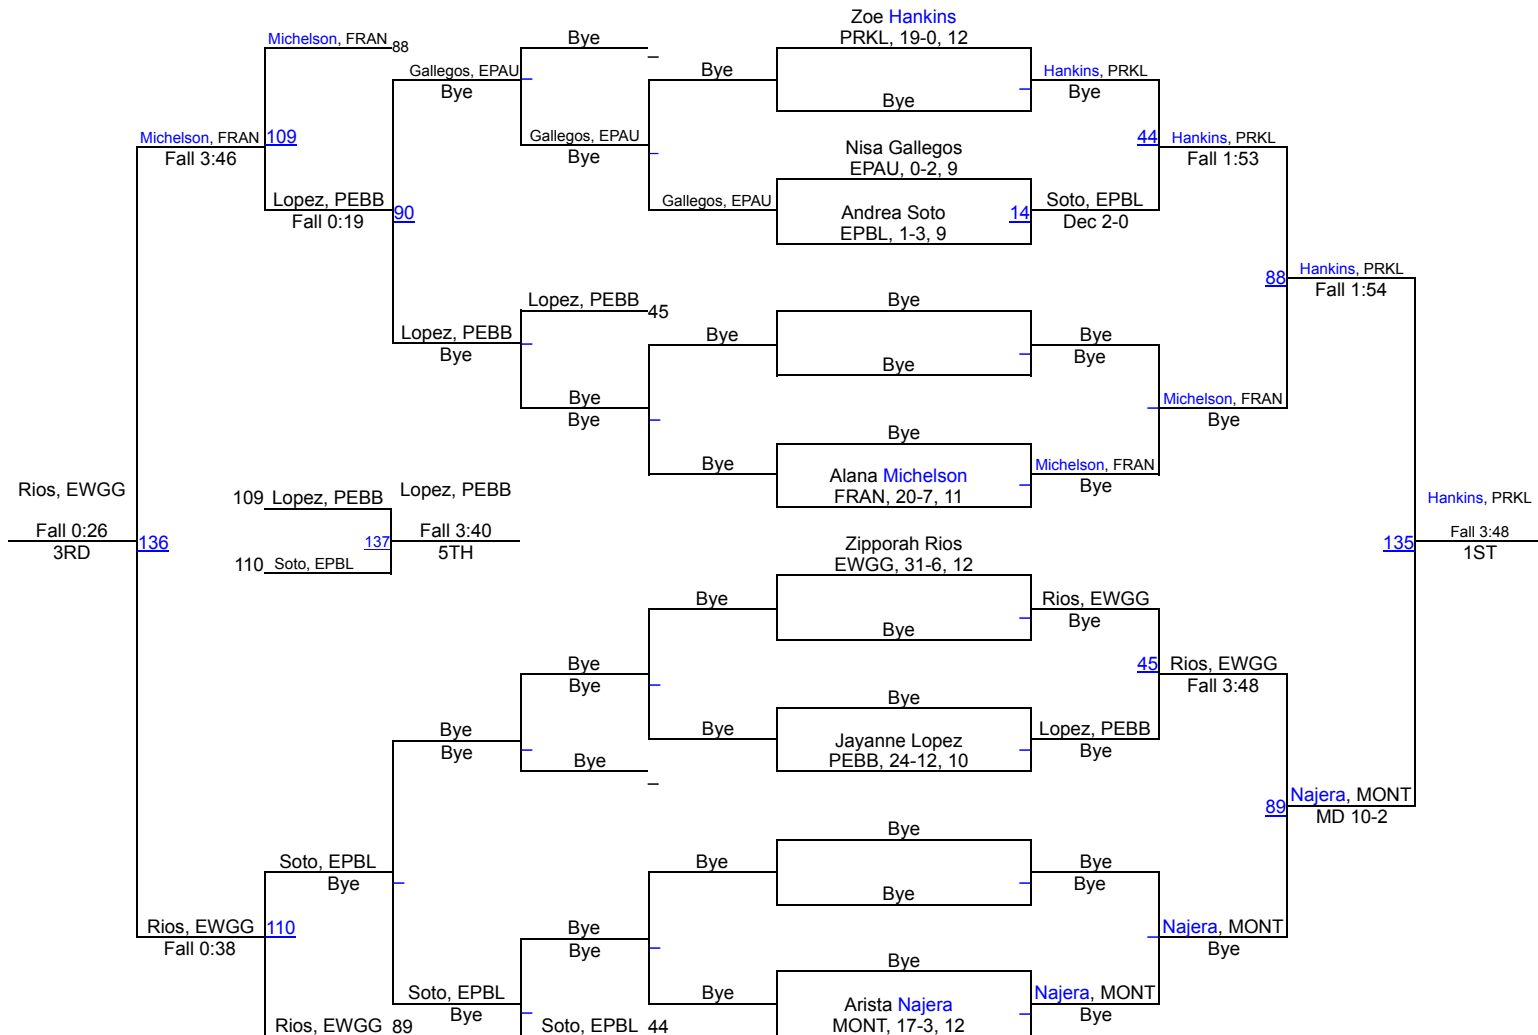 Zoe Hankins
PRKL, 19-0, 12
Michelson, FRAN 88
Bye
_
Gallegos, EPAU
Bye
Bye
Hankins, PRKL
Bye
Bye
Michelson, FRAN 109
Fall 3:46
Gallegos, EPAU
Bye
44 Hankins, PRKL
Fall 1:53
Nisa Gallegos
EPAU, 0-2, 9
Lopez, PEBB
Fall 0:19
90
Gallegos, EPAU
Andrea Soto
EPBL, 1-3, 9
14
Soto, EPBL
Dec 2-0
88 Hankins, PRKL
Fall 1:54
Lopez, PEBB 45
Bye
Lopez, PEBB
Bye
Bye
Bye
Bye
Bye
Bye
Bye
Michelson, FRAN
Bye
Bye
Bye
Alana Michelson
FRAN, 20-7, 11
Michelson, FRAN
Bye
Rios, EWGG
Fall 0:26
3RD
136
109 Lopez, PEBB
110 Soto, EPBL
137
Lopez, PEBB
Fall 3:40
5TH
Hankins, PRKL
135
Fall 3:48
1ST
Zipporah Rios
EWGG, 31-6, 12
Bye
Rios, EWGG
Bye
Bye
Bye
Bye
45 Rios, EWGG
Fall 3:48
Bye
Bye
Bye
Bye
Bye
Jayanne Lopez
PEBB, 24-12, 10
Lopez, PEBB
Bye
_
89 Najera, MONT
MD 10-2
Bye
Soto, EPBL
Bye
Bye
Bye
Bye
Bye
Rios, EWGG 110
Fall 0:38
Bye
Bye
Najera, MONT
Bye
Bye
Soto, EPBL
Bye
Bye
Arista Najera
MONT, 17-3, 12
Najera, MONT
Bye
Rios, EWGG 89
Soto, EPBL 44